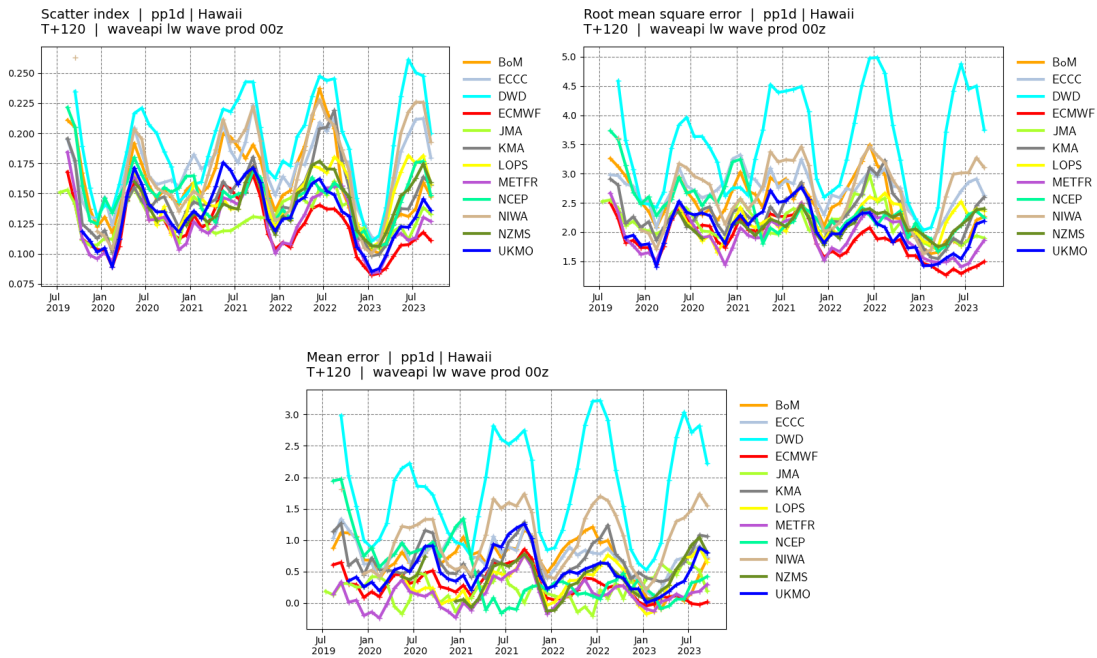 Scatter index | pp1d | Hawaii
T+120 | waveapi lw wave prod 00z
0.250
0.225
0.200
0.175
0.150
0.125
0.100
0.075
Jul
2019
Jan
2020
Jul
2020
Jan
2021
Jul
2021
Jan
2022
Jul
2022
Jan
2023
Jul
2023
BoM
ECCC
DWD
ECMWF
JMA
KMA
LOPS
METFR
NCEP
NIWA
NZMS
UKMO
Root mean square error | pp1d | Hawaii
T+120 | waveapi lw wave prod 00z
5.0
4.5
4.0
3.5
3.0
2.5
2.0
1.5
Jul
2019
Jan
2020
Jul
2020
Jan
2021
Jul
2021
Jan
2022
Jul
2022
Jan
2023
Jul
2023
BoM
ECCC
DWD
ECMWF
JMA
KMA
LOPS
METFR
NCEP
NIWA
NZMS
UKMO
Mean error | pp1d | Hawaii
T+120 | waveapi lw wave prod 00z
3.0
2.5
2.0
1.5
1.0
0.5
0.0
Jul
2019
Jan
2020
Jul
2020
Jan
2021
Jul
2021
Jan
2022
Jul
2022
Jan
2023
Jul
2023
BoM
ECCC
DWD
ECMWF
JMA
KMA
LOPS
METFR
NCEP
NIWA
NZMS
UKMO